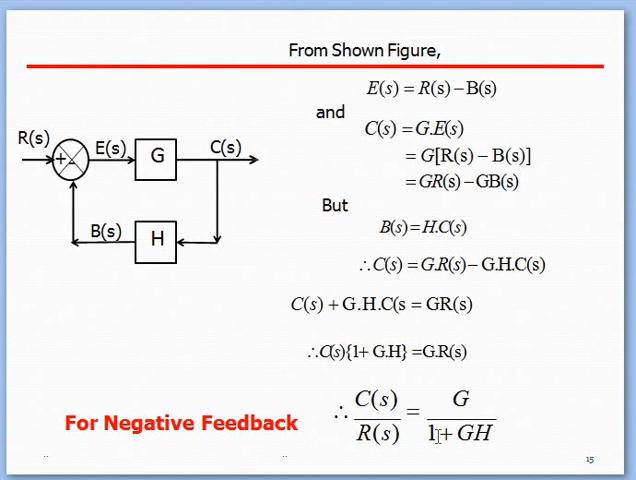 From Shown Figure,
E(s) = R(s) – B(s)
and
C(s) = G.E(s)
= G[R(s) – B(s)]
= GR(s) – GB(s)
But
B(s) = H.C(s)
∴ C(s) = G.R(s) – G.H.C(s)
C(s) + G.H.C(s = GR(s)
∴ C(s){1+ G.H} = G.R(s)
∴ C(s)/R(s) = G/1+ GH
R(s)
+
-
E(s)
G
C(s)
B(s)
H
For Negative Feedback
15